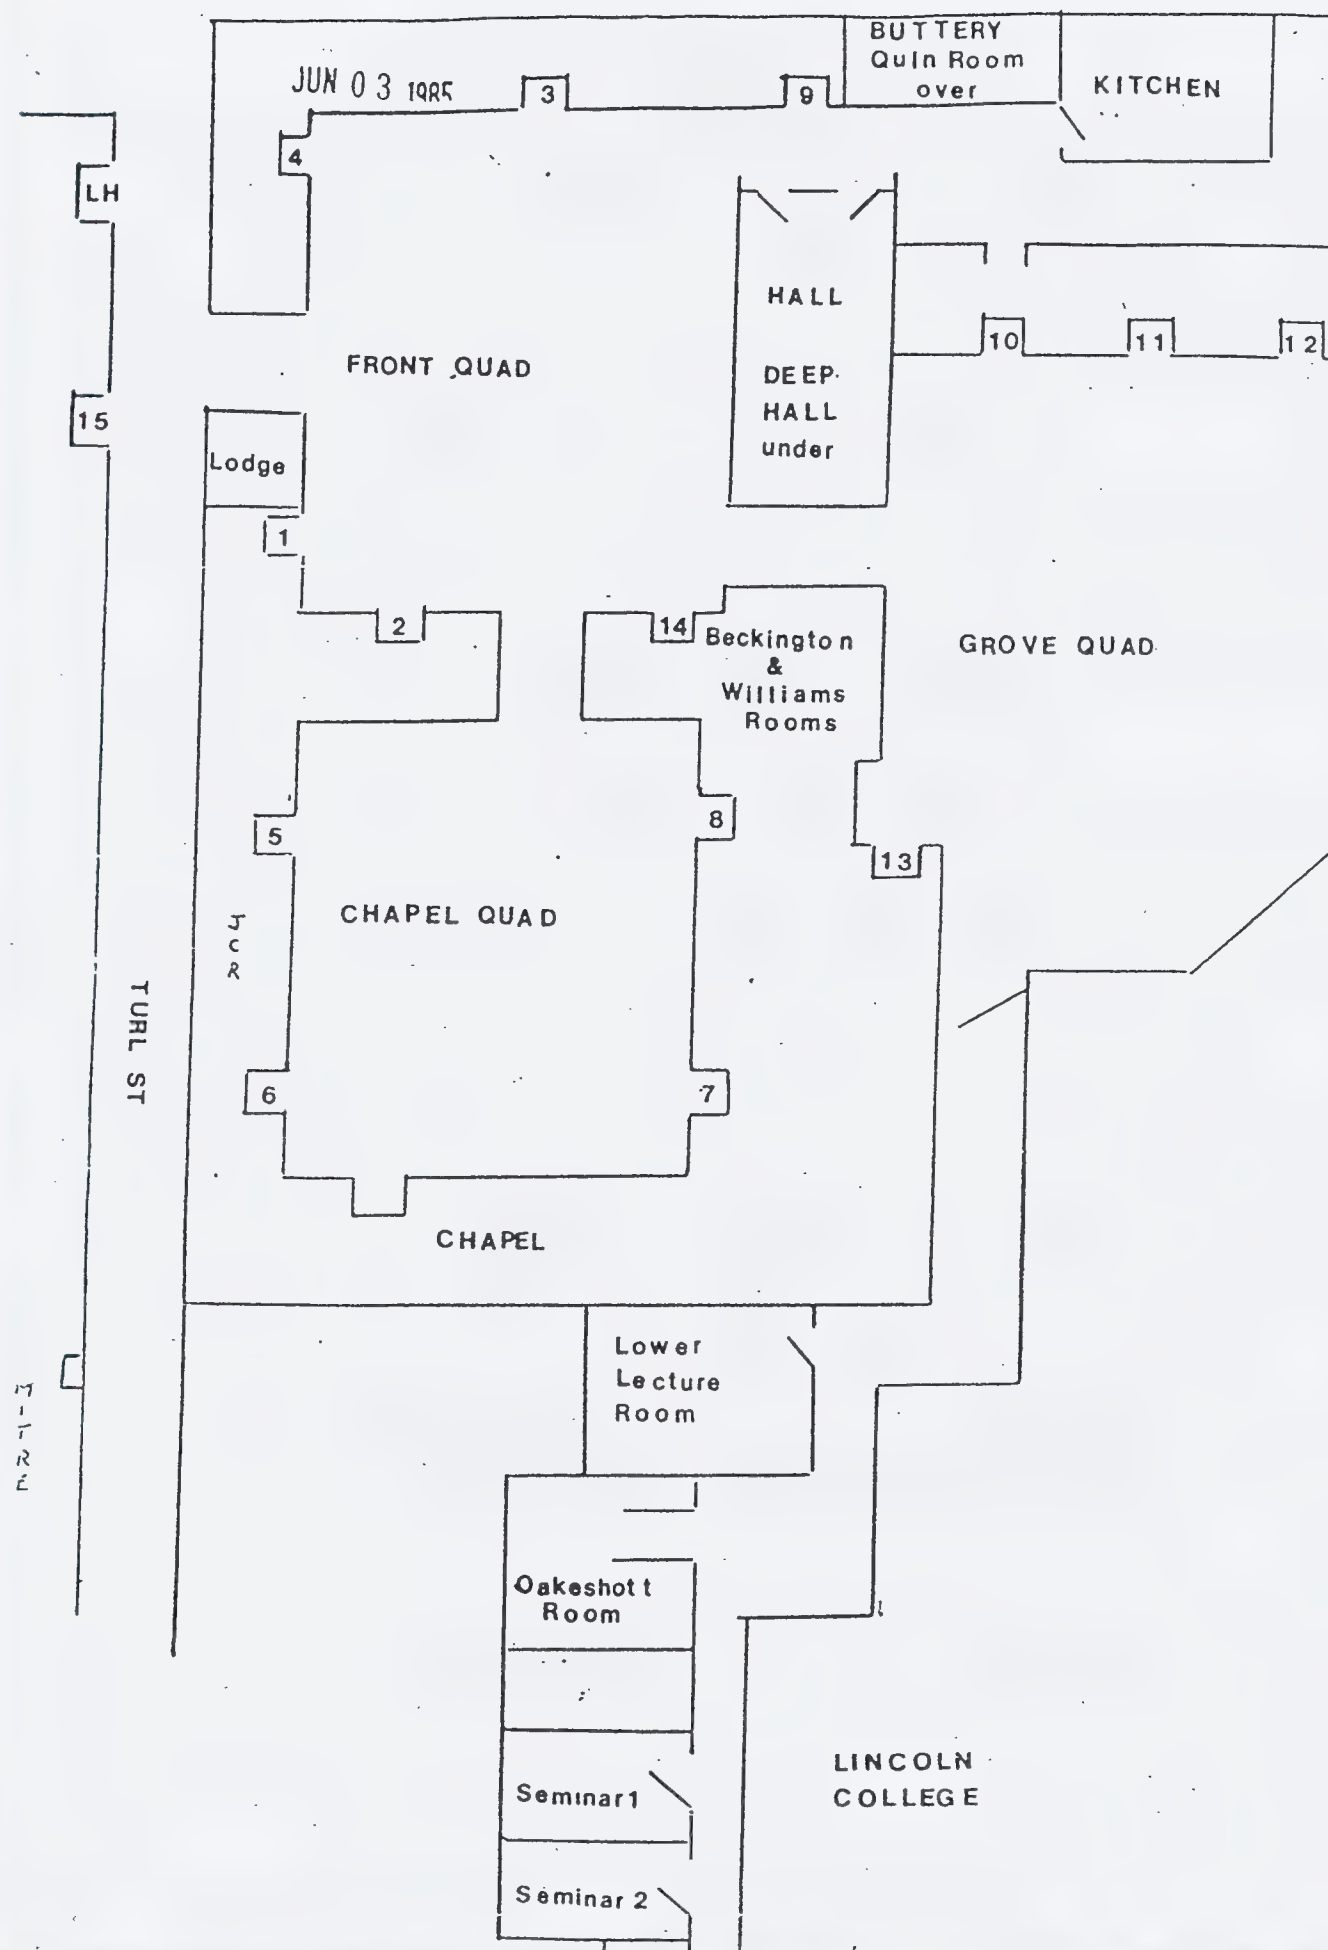 BUTTERY
Quin Room
over
KITCHEN
JUN 03 1985
3
9
4
LH
HALL
DEEP
HALL
under
10
11
12
FRONT QUAD
15
Lodge
1
2
14
Beckington
&
Williams
Rooms
GROVE QUAD
5
8
13
CHAPEL QUAD
JCR
TURL ST
6
7
CHAPEL
MITRE
Lower
Lecture
Room
Oakeshott
Room
Seminar 1
LINCOLN
COLLEGE
Seminar 2